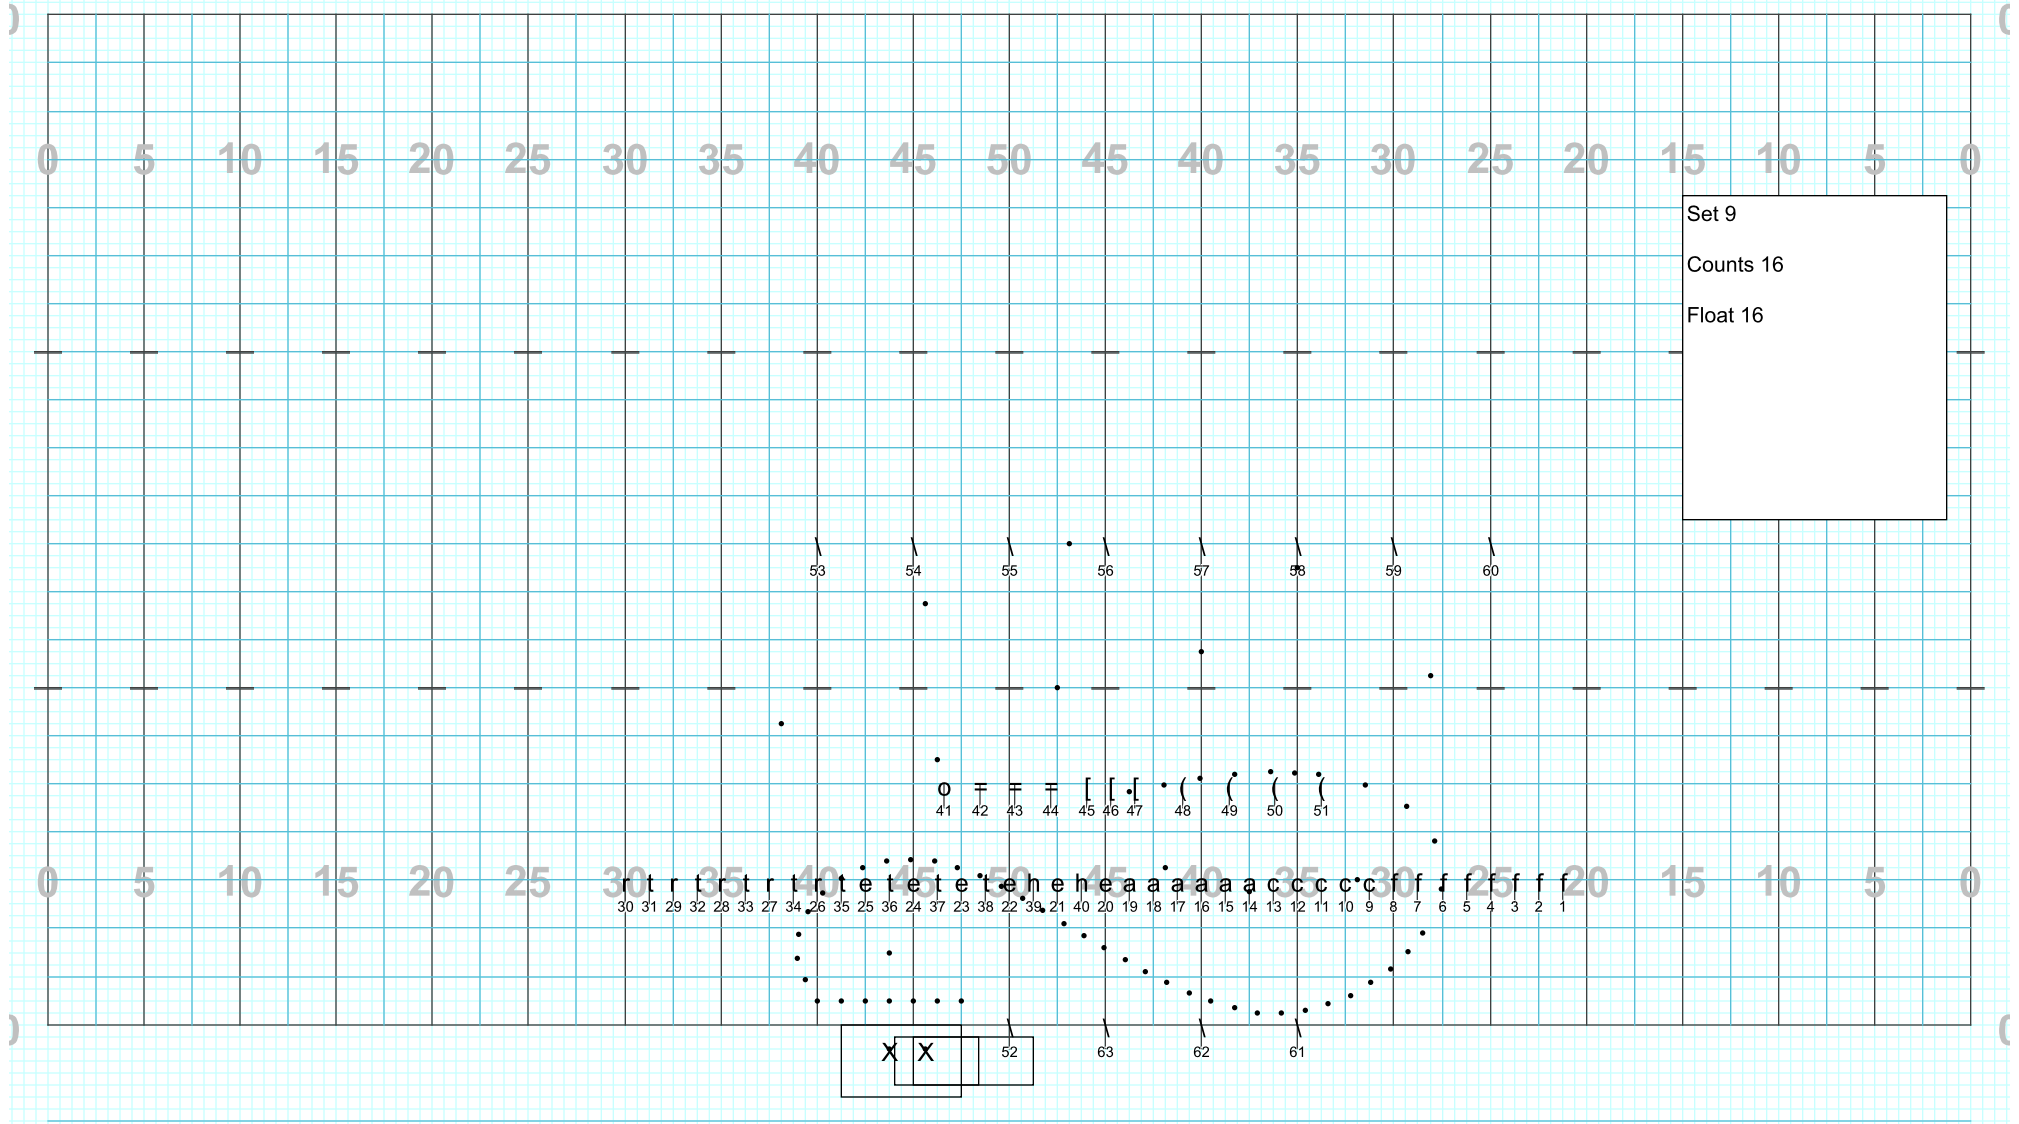 0 0
0 5 10 15 20 25 30 35 40 45 50 45 40 35 30 25 20 15 10 5 0
Set 9
Counts 16
Float 16
\ \ \ \ \ \ \ \
53 54 55 56 57 58 59 60
o = = = [ [ [ ( ( ( (
41 42 43 44 45 46 47 48 49 50 51
0 5 10 15 20 25 30 35 40 45 50 45 40 35 30 25 20 15 10 5 0
r t r t r t r t r t e t e t e t e h e h e a a a a a a c c c c c f f f f f f f f
30 31 29 32 28 33 27 34 26 35 25 36 24 37 23 38 22 39 21 40 20 19 18 17 16 15 14 13 12 11 10 9 8 7 6 5 4 3 2 1
0 0
X X \ \ \ \
52 63 62 61